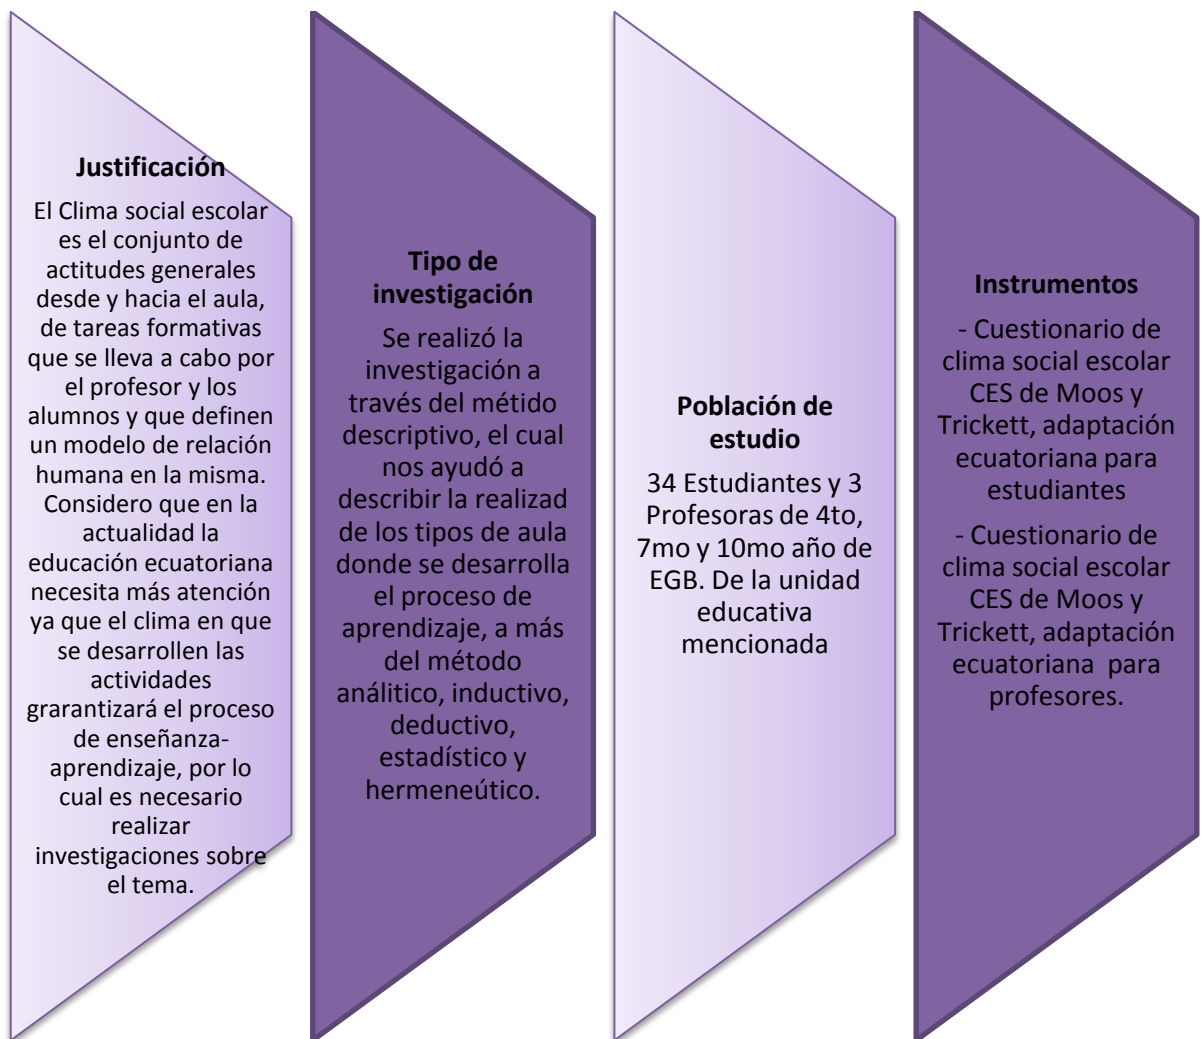 Justificación
El Clima social escolar
es el conjunto de
actitudes generales
desde y hacia el aula,
de tareas formativas
que se lleva a cabo por
el profesor y los
alumnos y que definen
un modelo de relación
humana en la misma.
Considero que en la
actualidad la
educación ecuatoriana
necesita más atención
ya que el clima en que
se desarrollen las
actividades
grarantizará el proceso
de enseñanza-
aprendizaje, por lo
cual es necesario
realizar
investigaciones sobre
el tema.
Tipo de
investigación
Se realizó la
investigación a
través del métido
descriptivo, el cual
nos ayudó a
describir la realizad
de los tipos de aula
donde se desarrolla
el proceso de
aprendizaje, a más
del método
análitico, inductivo,
deductivo,
estadístico y
hermeneútico.
Población de
estudio
34 Estudiantes y 3
Profesoras de 4to,
7mo y 10mo año de
EGB. De la unidad
educativa
mencionada
Instrumentos
- Cuestionario de
clima social escolar
CES de Moos y
Trickett, adaptación
ecuatoriana para
estudiantes
- Cuestionario de
clima social escolar
CES de Moos y
Trickett, adaptación
ecuatoriana para
profesores.